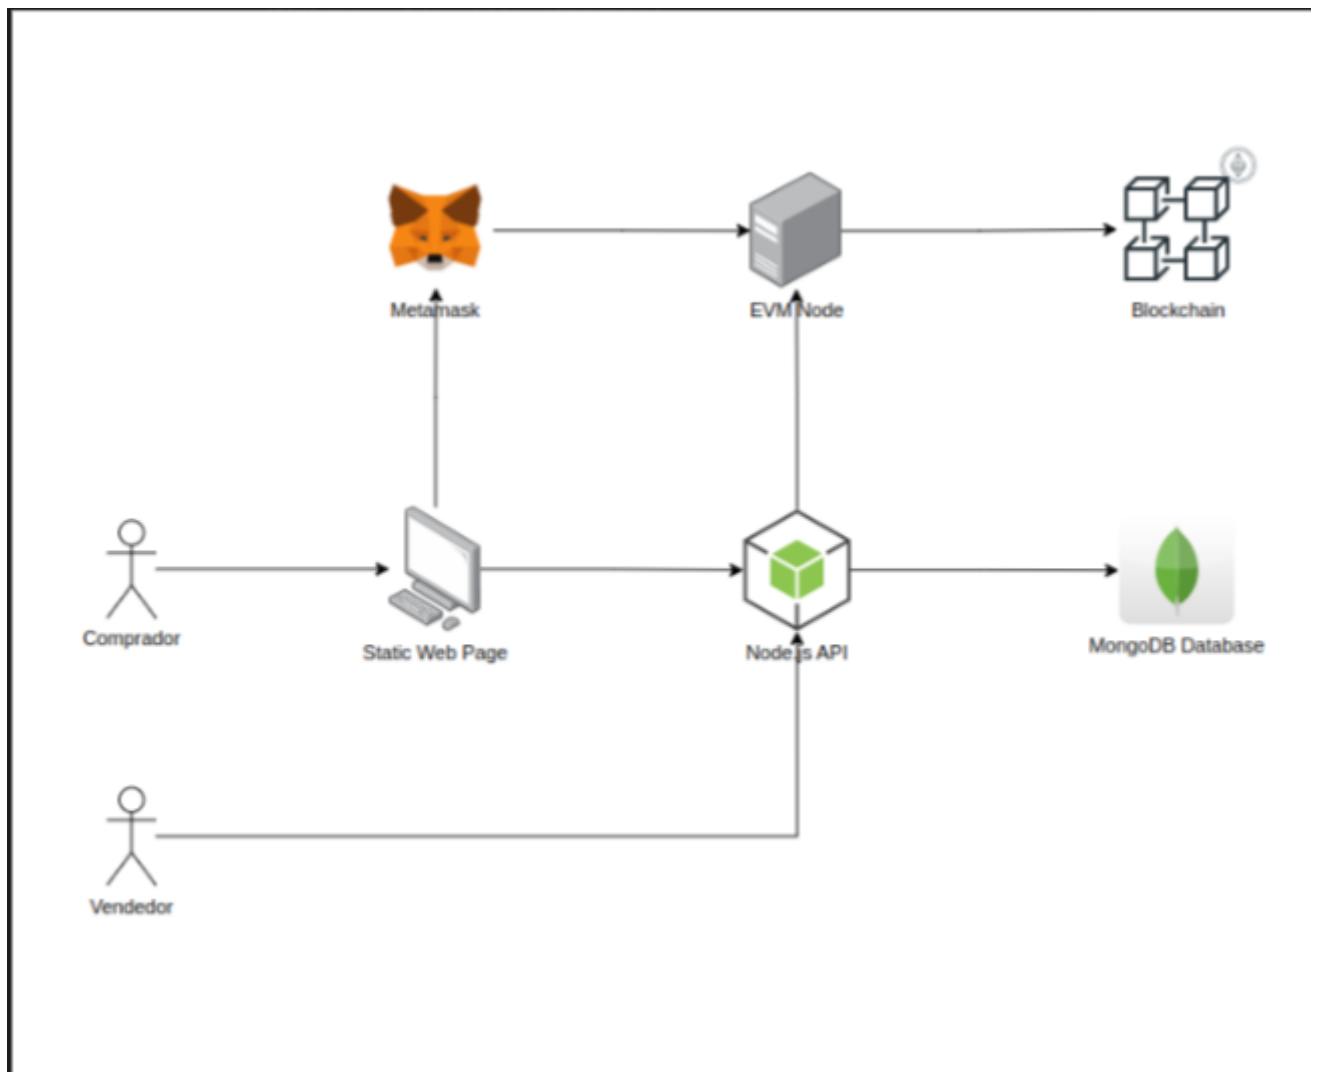 Metamask
EVM Node
Blockchain
Comprador
Static Web Page
Node.js API
MongoDB Database
Vendedor